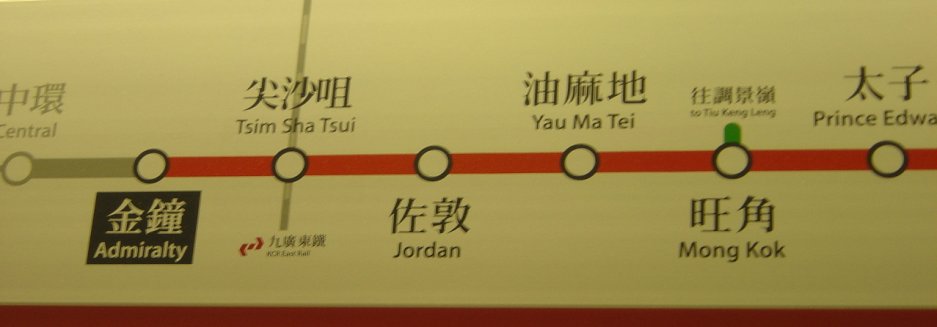 中環
Central
金鐘
Admiralty
尖沙咀
Tsim Sha Tsui
九廣東鐵
KCR East Rail
佐敦
Jordan
油麻地
Yau Ma Tei
往調景嶺
to Tiu Keng Leng
旺角
Mong Kok
太子
Prince Edwa